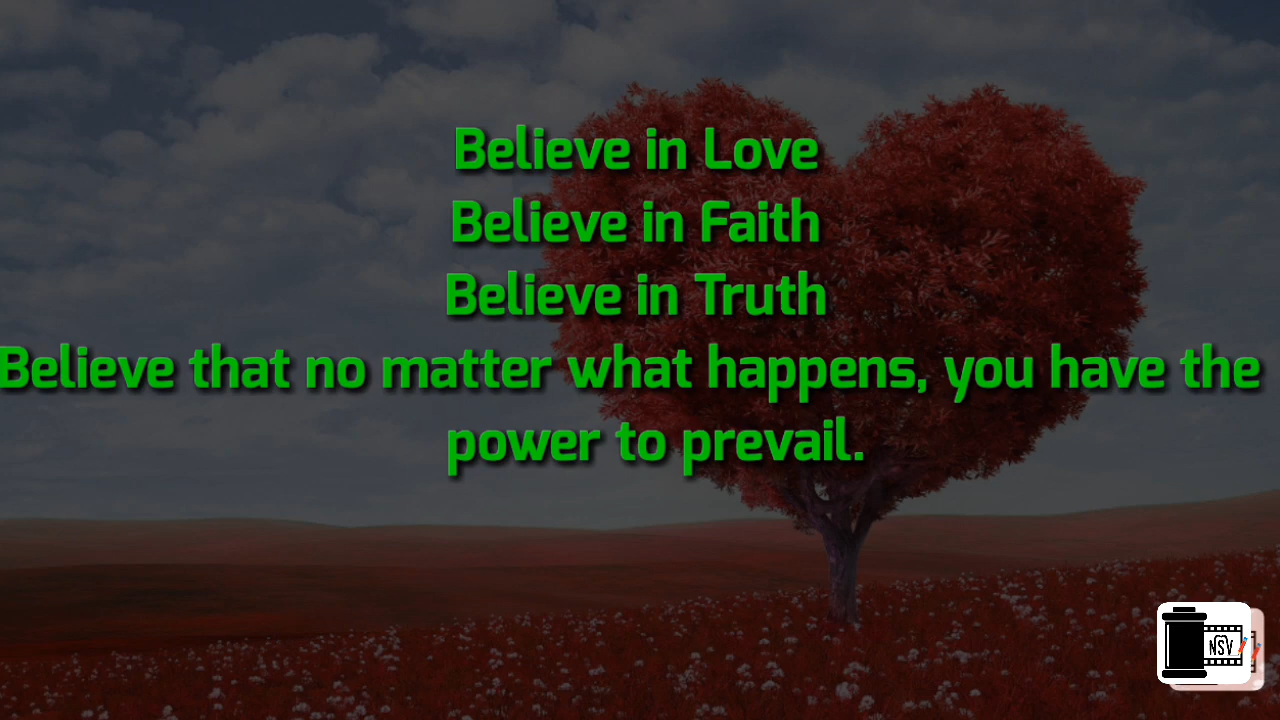 Believe in Love
Believe in Faith
Believe in Truth
Believe that no matter what happens, you have the
power to prevail.
NSV